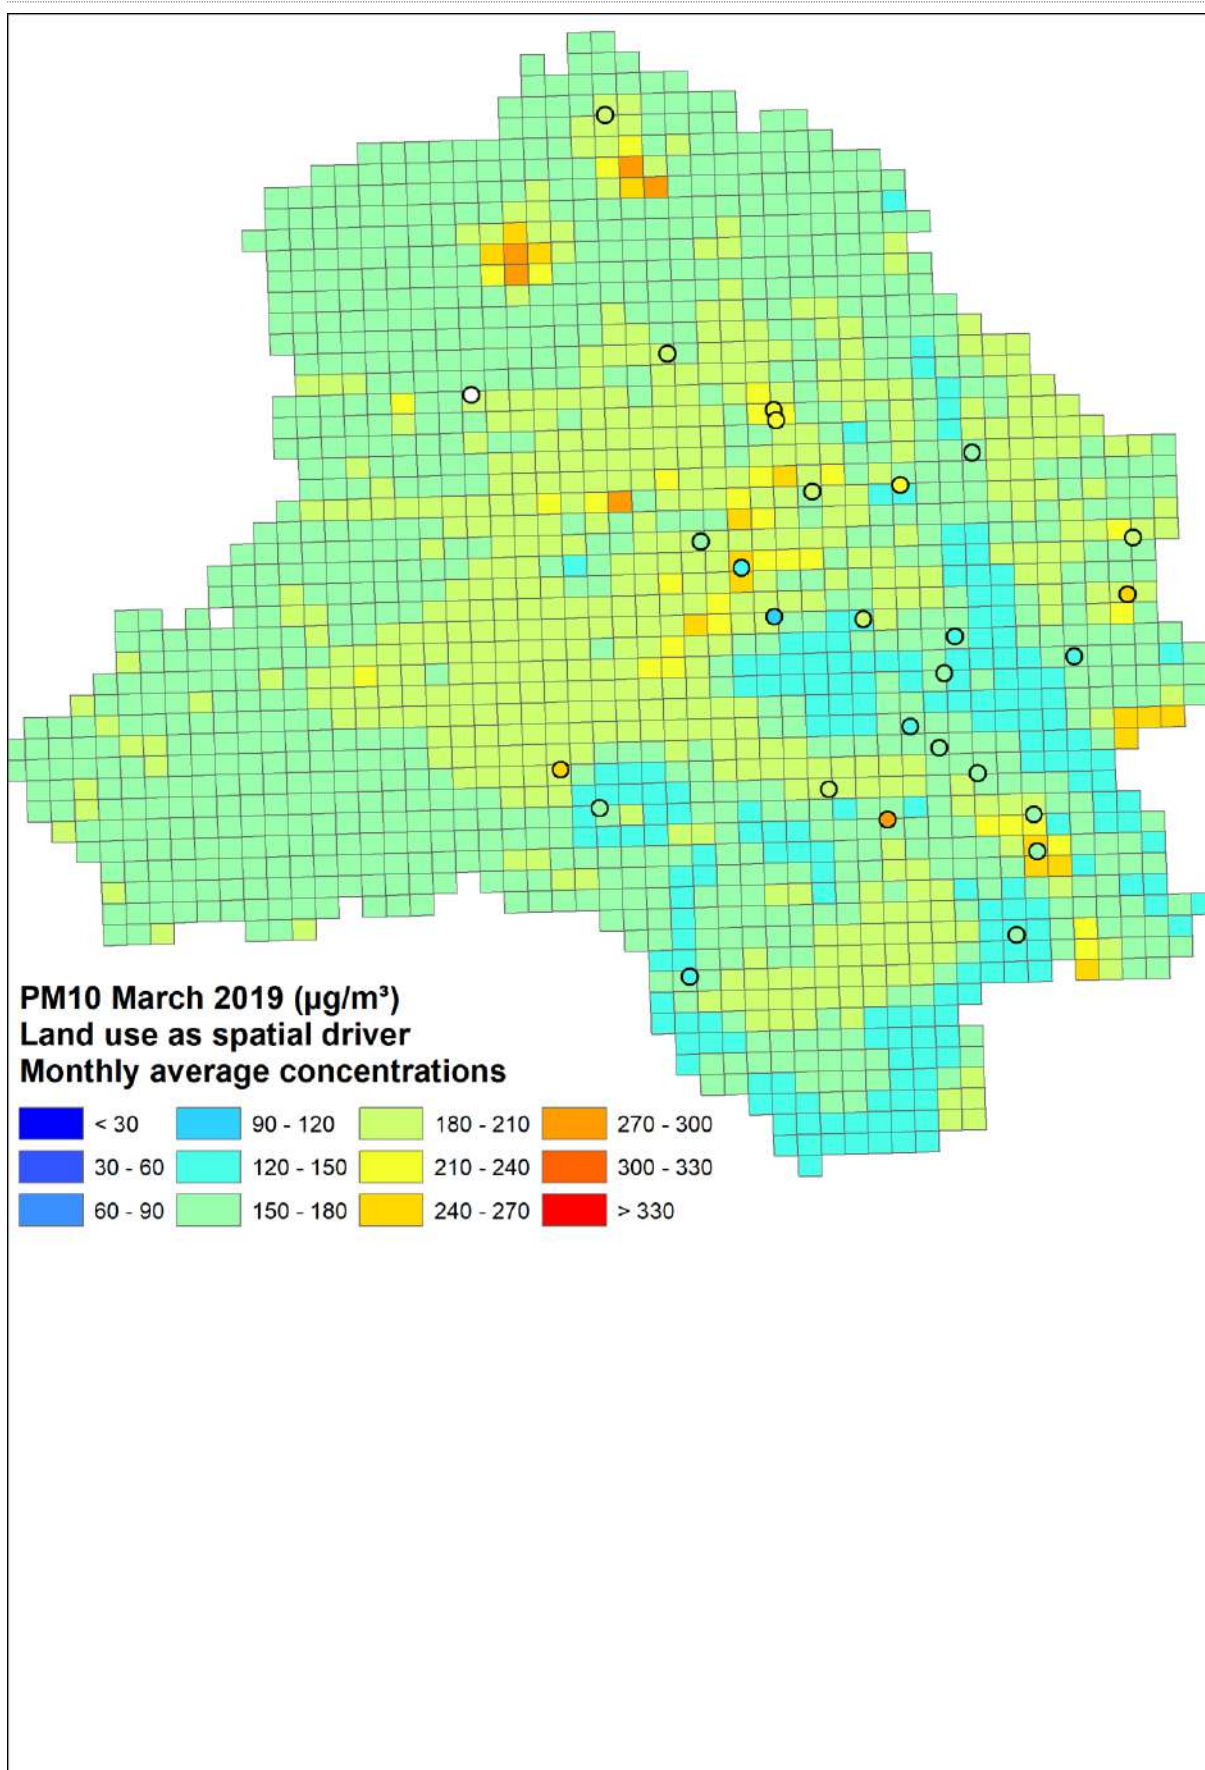 PM10 March 2019 (µg/m³)
Land use as spatial driver
Monthly average concentrations
< 30 90 - 120 180 - 210 270 - 300
30 - 60 120 - 150 210 - 240 300 - 330
60 - 90 150 - 180 240 - 270 > 330